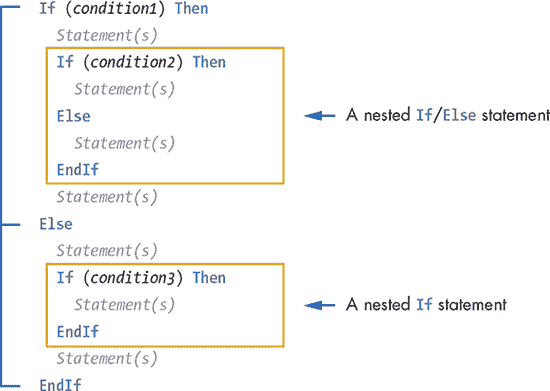 If (condition1) Then
Statement(s)
If (condition2) Then
Statement(s)
Else
A nested If/Else statement
Statement(s)
EndIf
Statement(s)
Else
Statement(s)
If (condition3) Then
Statement(s)
A nested If statement
EndIf
Statement(s)
EndIf